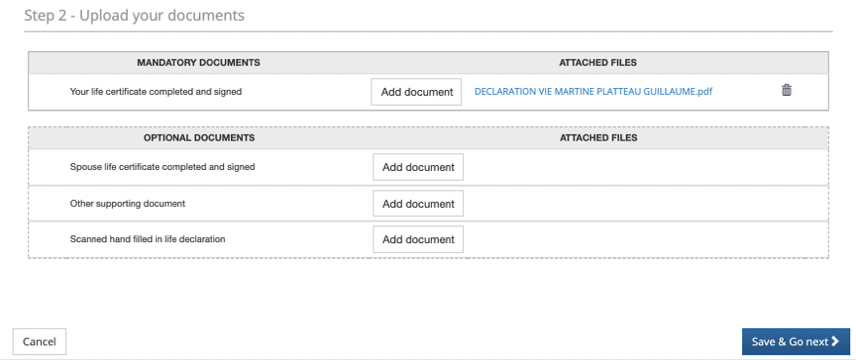 Step 2 - Upload your documents
MANDATORY DOCUMENTS ATTACHED FILES
Your life certificate completed and signed Add document DECLARATION VIE MARTINE PLATTEAU GUILLAUME.pdf
OPTIONAL DOCUMENTS ATTACHED FILES
Spouse life certificate completed and signed Add document
Other supporting document Add document
Scanned hand filled in life declaration Add document
Cancel Save & Go next